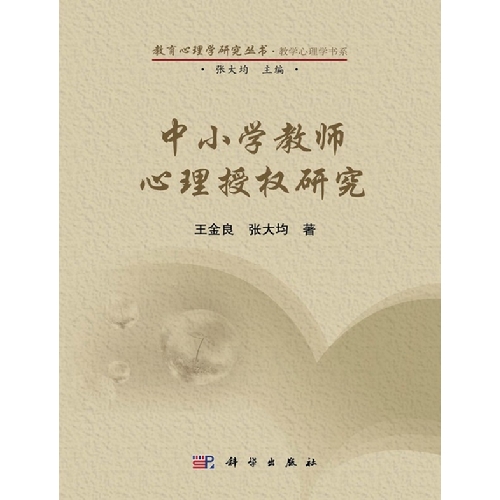 教育心理学研究丛书·教学心理学书系
·张大均 主编·
中小学教师
心理授权研究
王金良 张大均 著
科学出版社